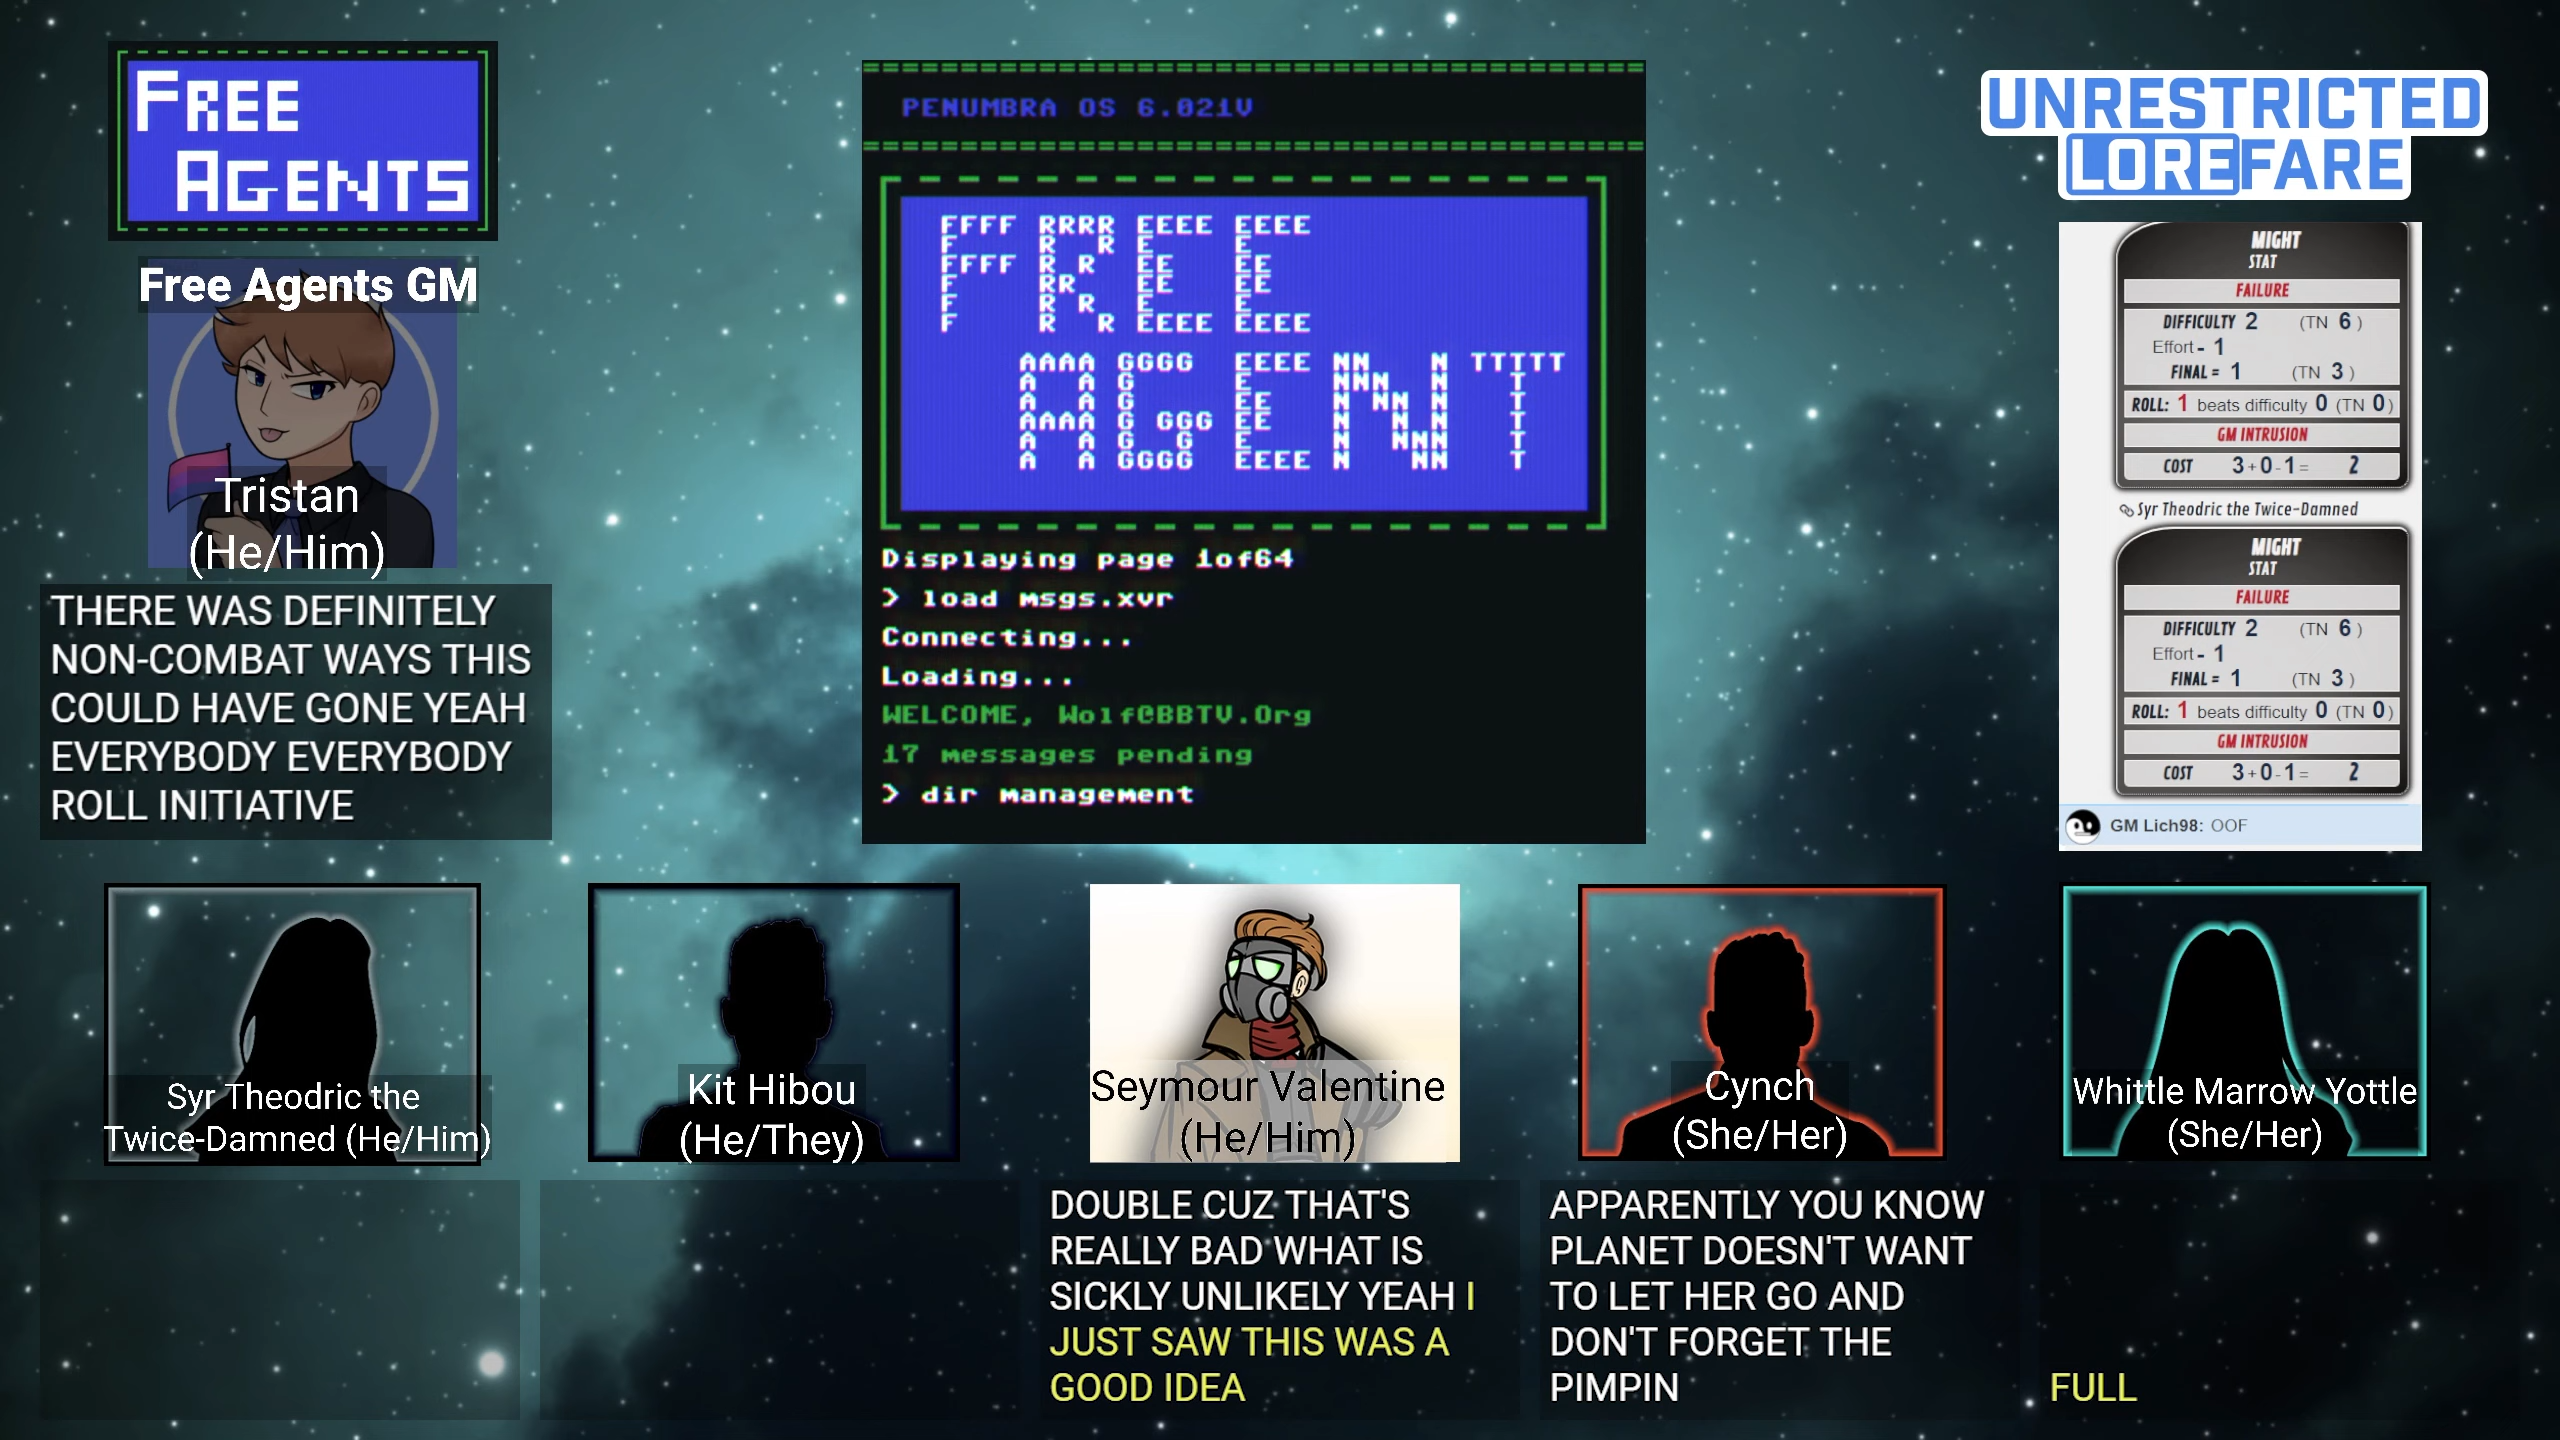 FREE
AGENTS
Free Agents GM
Tristan
(He/Him)
THERE WAS DEFINITELY
NON-COMBAT WAYS THIS
COULD HAVE GONE YEAH
EVERYBODY EVERYBODY
ROLL INITIATIVE
PENUMBRA OS 6.021V
FREE
AGENT
Displaying page 1of64
> load msgs.xvr
Connecting...
Loading...
WELCOME, Wolf@BBTV.Org
17 messages pending
> dir management
UNRESTRICTED
LOREFARE
MIGHT
STAT
FAILURE
DIFFICULTY 2 (TN 6)
Effort - 1
FINAL = 1 (TN 3)
ROLL: 1 beats difficulty 0 (TN 0)
GM INTRUSION
COST 3+0-1= 2
Syr Theodric the Twice-Damned
MIGHT
STAT
FAILURE
DIFFICULTY 2 (TN 6)
Effort - 1
FINAL = 1 (TN 3)
ROLL: 1 beats difficulty 0 (TN 0)
GM INTRUSION
COST 3+0-1= 2
GM Lich98: OOF
Syr Theodric the
Twice-Damned (He/Him)
Kit Hibou
(He/They)
Seymour Valentine
(He/Him)
Cynch
(She/Her)
Whittle Marrow Yottle
(She/Her)
DOUBLE CUZ THAT'S
REALLY BAD WHAT IS
SICKLY UNLIKELY YEAH I
JUST SAW THIS WAS A
GOOD IDEA
APPARENTLY YOU KNOW
PLANET DOESN'T WANT
TO LET HER GO AND
DON'T FORGET THE
PIMPIN
FULL